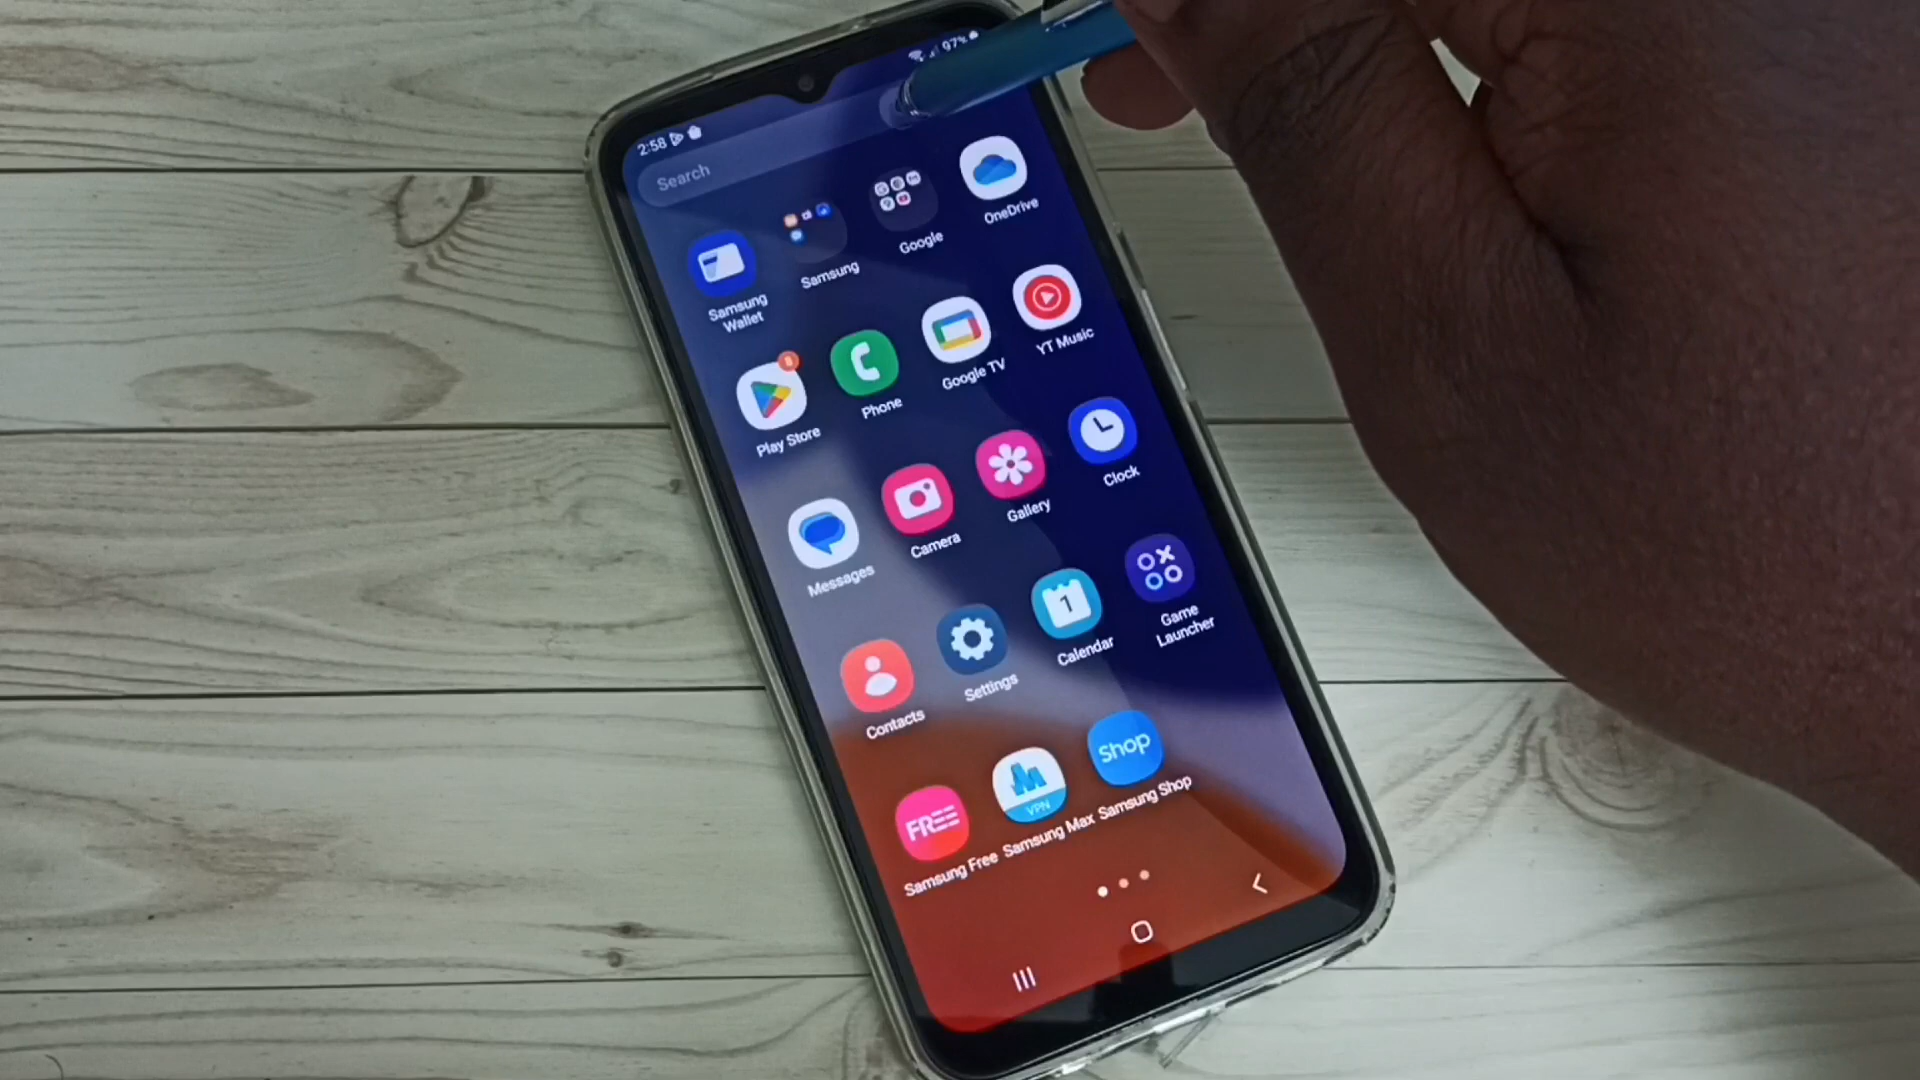 2:58
97%
Search
Samsung Wallet
Samsung
Google
OneDrive
Play Store
Phone
Google TV
YT Music
Messages
Camera
Gallery
Clock
Contacts
Settings
1
Calendar
Game Launcher
FREE
Samsung Free
VPN
Samsung Max
Shop
Samsung Shop